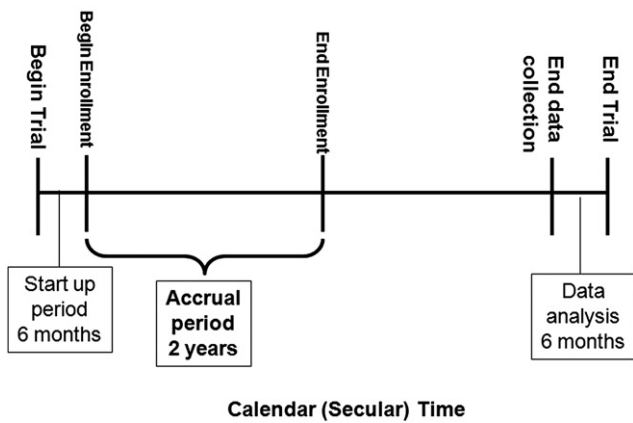 Begin Trial
Begin Enrollment
End Enrollment
End data
collection
End Trial
Start up
period
6 months
Accrual
period
2 years
Data
analysis
6 months
Calendar (Secular) Time